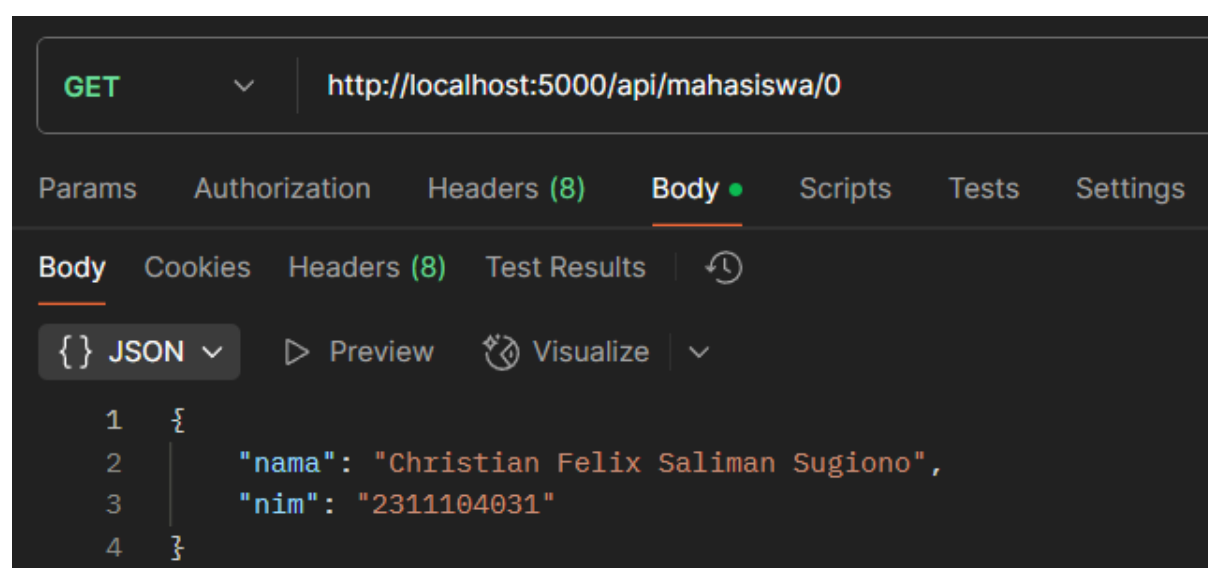 GET http://localhost:5000/api/mahasiswa/0
Params Authorization Headers (8) Body Scripts Tests Settings
Body Cookies Headers (8) Test Results
{} JSON Preview Visualize
1 {
2 "nama": "Christian Felix Saliman Sugiono",
3 "nim": "2311104031"
4 }